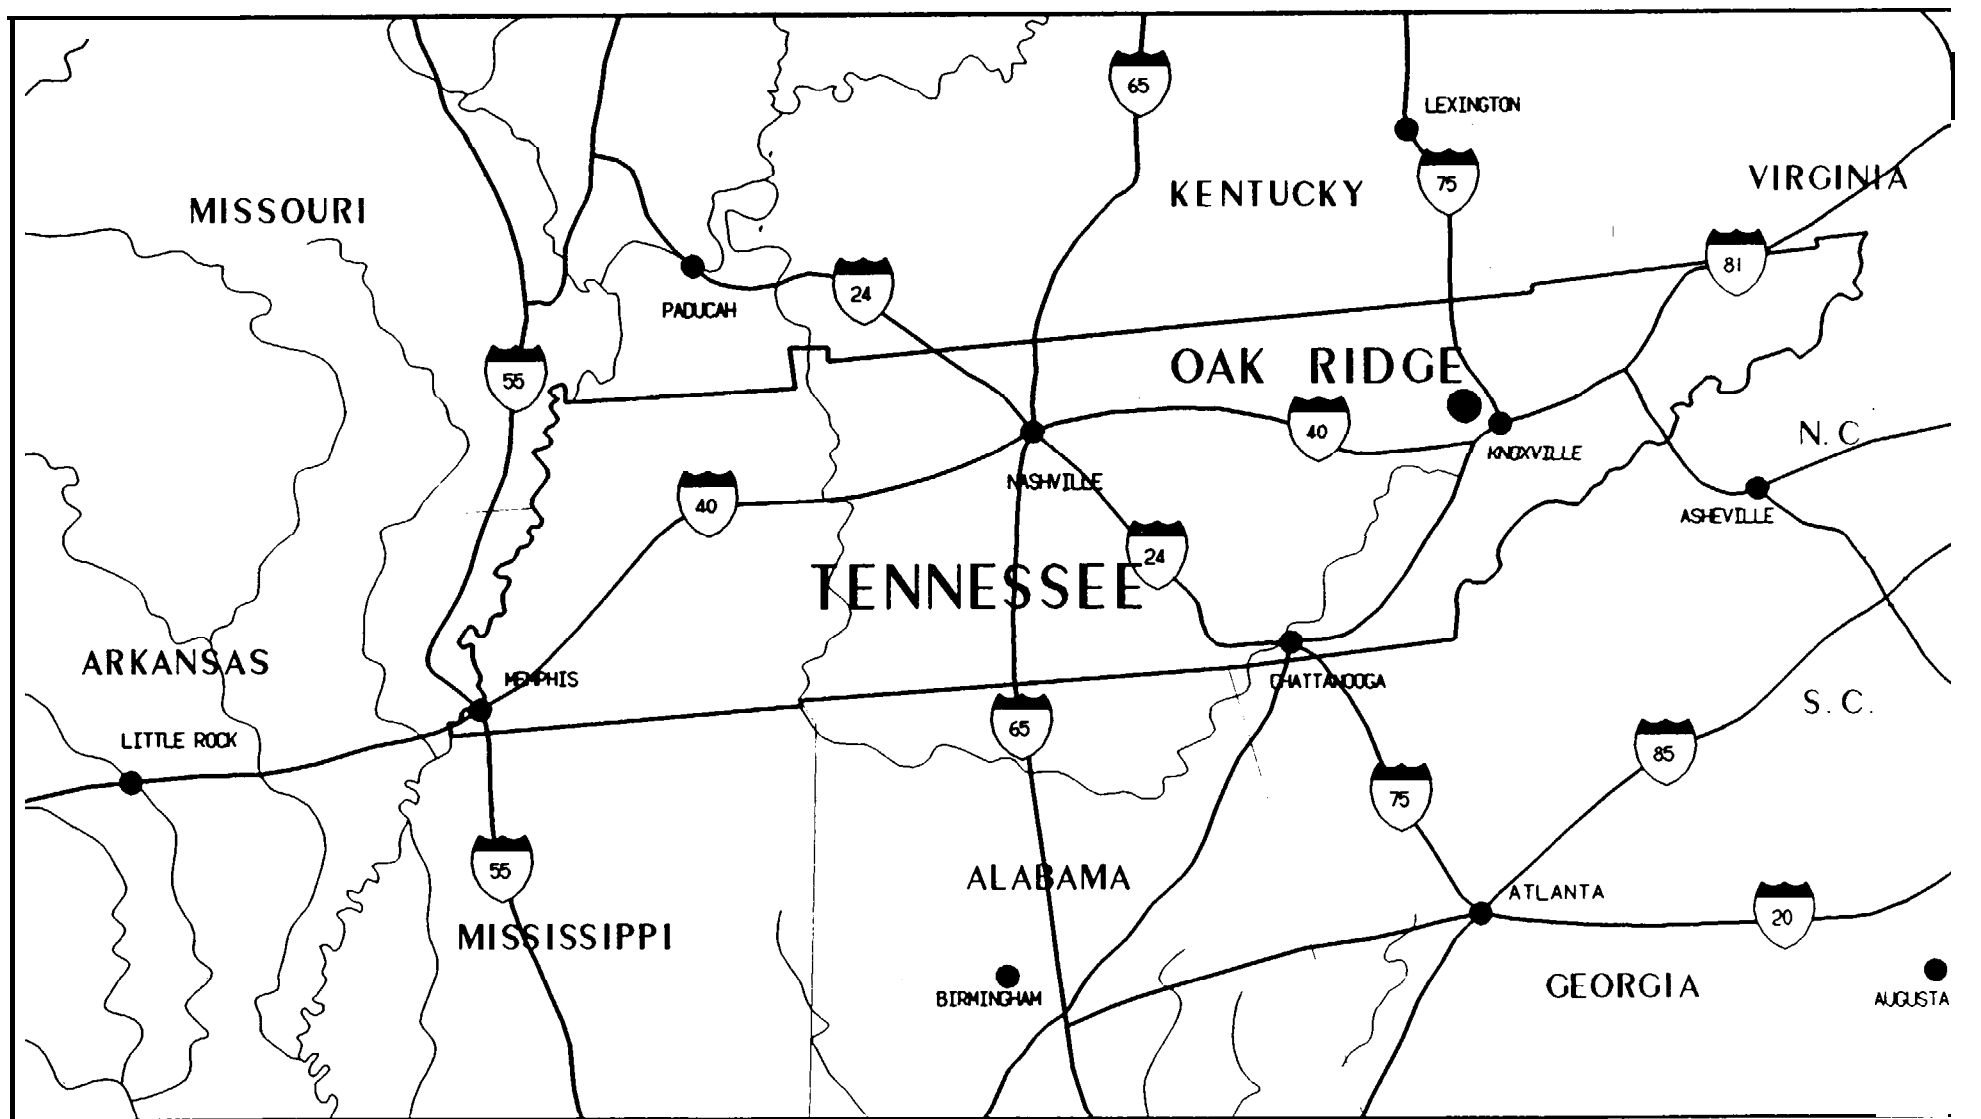 65
LEXINGTON
75
KENTUCKY
VIRGINIA
MISSOURI
81
24
PADUCAH
OAK RIDGE
55
40
N.C
KNOXVILLE
NASHVILLE
40
ASHEVILLE
24
TENNESSEE
ARKANSAS
MEMPHIS
CHATTANOOGA
S.C.
LITTLE ROCK
65
85
75
55
ALABAMA
ATLANTA
20
MISSISSIPPI
GEORGIA
BIRMINGHAM
AUGUSTA